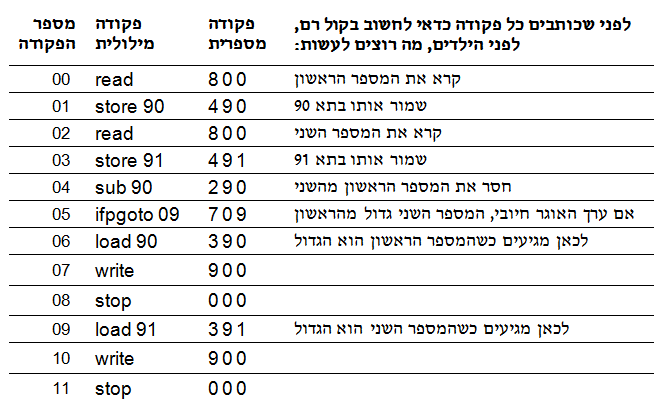 מספר הפקודה	פקודה מילולית	פקודה מספרית	לפני שכותבים כל פקודה כדאי לחשוב בקול רם, לפני הילדים, מה רוצים לעשות:
00	read	800	קרא את המספר הראשון
01	store 90	490	שמור אותו בתא 90
02	read	800	קרא את המספר השני
03	store 91	491	שמור אותו בתא 91
04	sub 90	290	חסר את המספר הראשון מהשני
05	ifpgoto 09	709	אם ערך האוגר חיובי, המספר השני גדול מהראשון
06	load 90	390	לכאן מגיעים כשהמספר הראשון הוא הגדול
07	write	900
08	stop	000
09	load 91	391	לכאן מגיעים כשהמספר השני הוא הגדול
10	write	900
11	stop	000